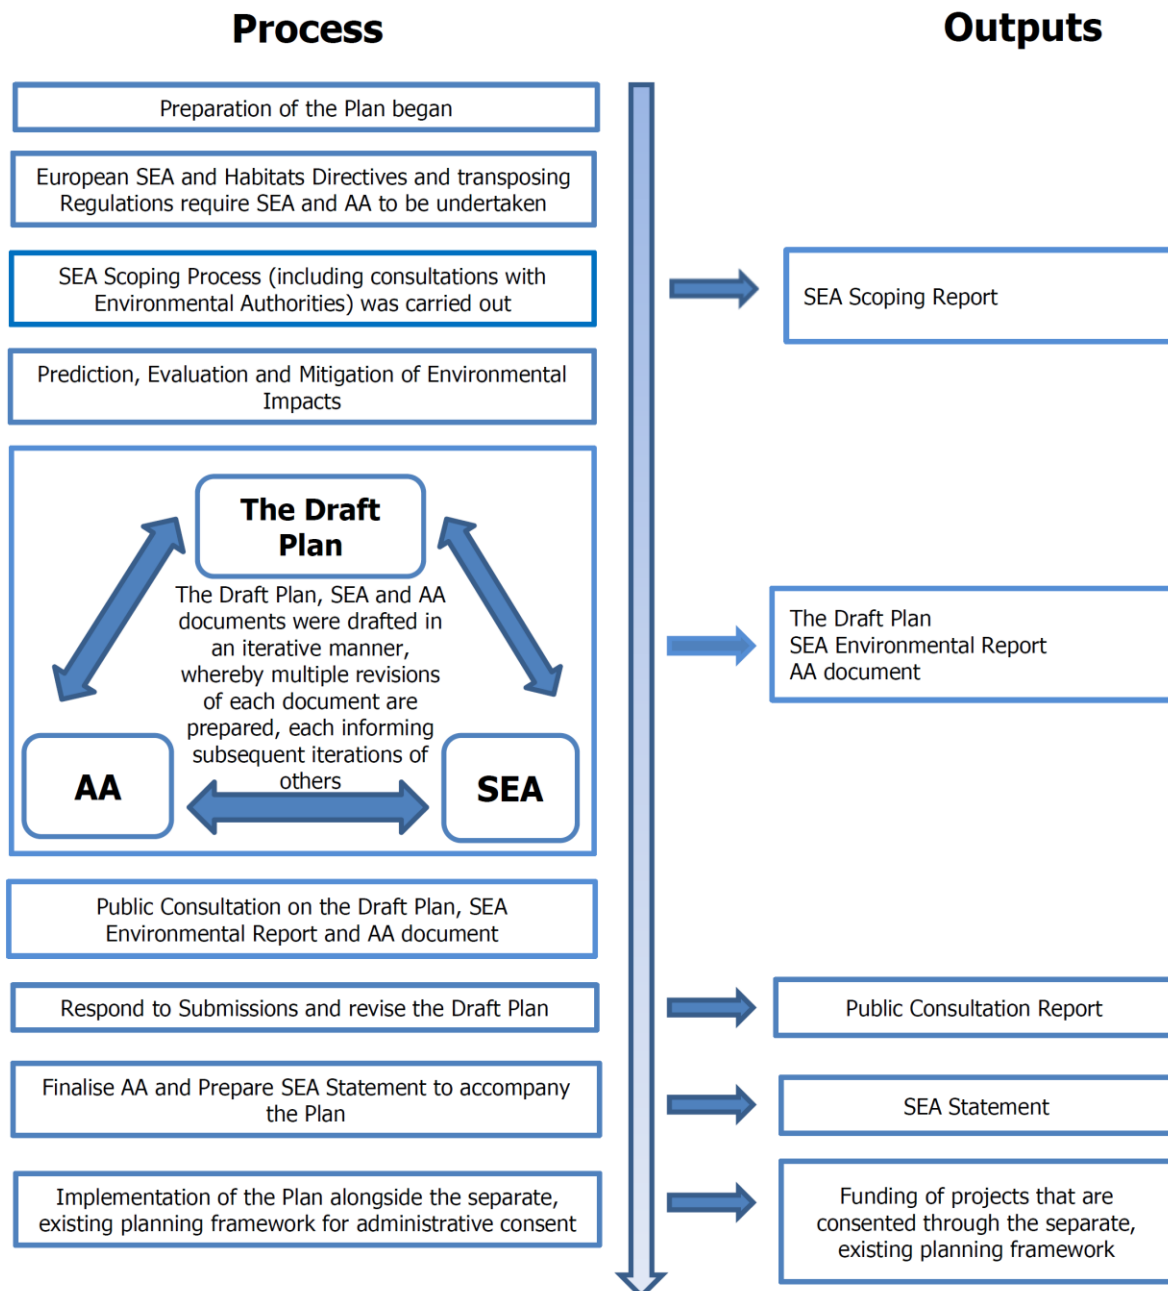 Process
Outputs
Preparation of the Plan began
European SEA and Habitats Directives and transposing
Regulations require SEA and AA to be undertaken
SEA Scoping Process (including consultations with
Environmental Authorities) was carried out
SEA Scoping Report
Prediction, Evaluation and Mitigation of Environmental
Impacts
The Draft
Plan
The Draft Plan, SEA and AA
documents were drafted in
an iterative manner,
whereby multiple revisions
of each document are
prepared, each informing
subsequent iterations of
others
AA
SEA
The Draft Plan
SEA Environmental Report
AA document
Public Consultation on the Draft Plan, SEA
Environmental Report and AA document
Respond to Submissions and revise the Draft Plan
Public Consultation Report
Finalise AA and Prepare SEA Statement to accompany
the Plan
SEA Statement
Implementation of the Plan alongside the separate,
existing planning framework for administrative consent
Funding of projects that are
consented through the separate,
existing planning framework